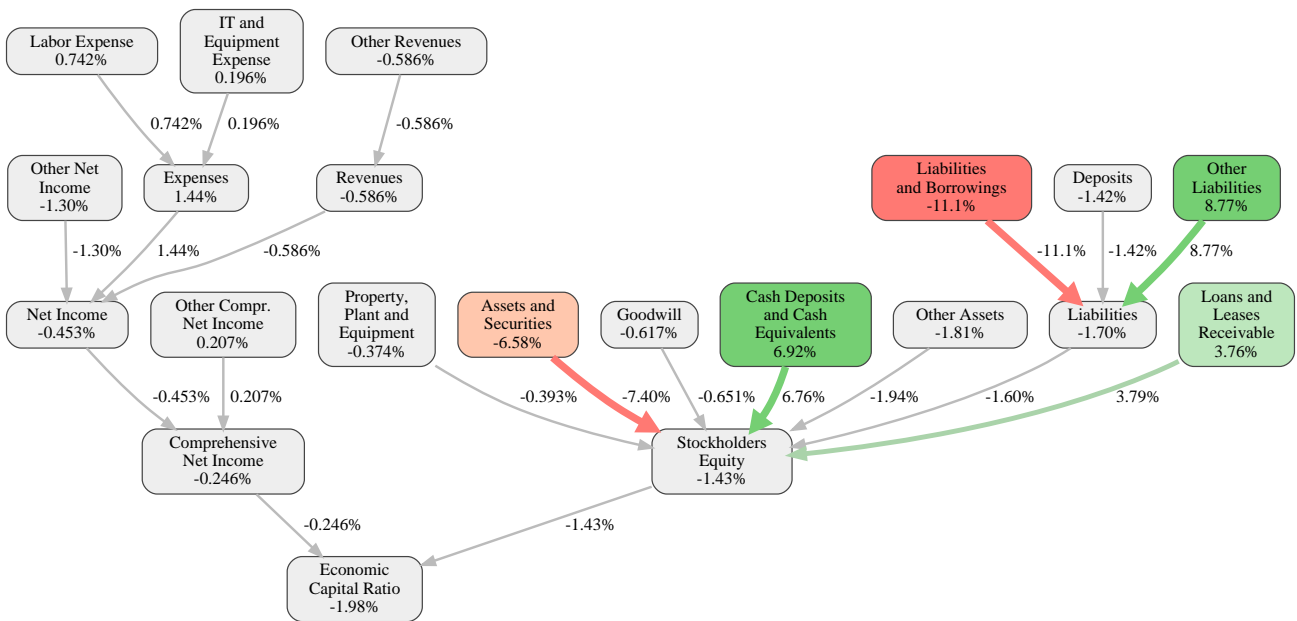 Labor Expense
0.742%
IT and
Equipment
Expense
0.196%
Other Revenues
-0.586%
0.742%
0.196%
-0.586%
Other Net
Income
-1.30%
Expenses
1.44%
Revenues
-0.586%
Liabilities
and Borrowings
-11.1%
Deposits
-1.42%
Other
Liabilities
8.77%
-1.30%
1.44%
-0.586%
-11.1%
-1.42%
8.77%
Net Income
-0.453%
Other Compr.
Net Income
0.207%
Property,
Plant and
Equipment
-0.374%
Assets and
Securities
-6.58%
Goodwill
-0.617%
Cash Deposits
and Cash
Equivalents
6.92%
Other Assets
-1.81%
Liabilities
-1.70%
Loans and
Leases
Receivable
3.76%
-0.453%
0.207%
-0.393%
-7.40%
-0.651%
6.76%
-1.94%
-1.60%
3.79%
Comprehensive
Net Income
-0.246%
Stockholders
Equity
-1.43%
-0.246%
-1.43%
Economic
Capital Ratio
-1.98%